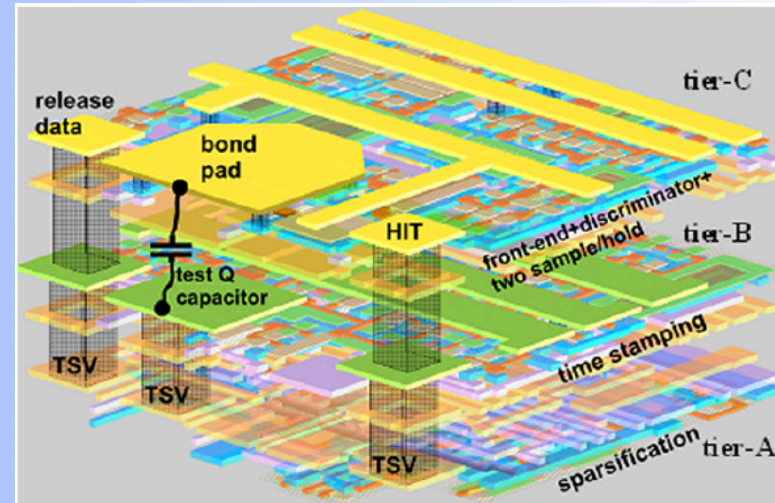 tier-C
release
data
bond
pad
HIT
front-end+discriminator+
two sample/hold
tier-B
test Q
capacitor
time stamping
TSV
TSV
TSV
sparsification
tier-A